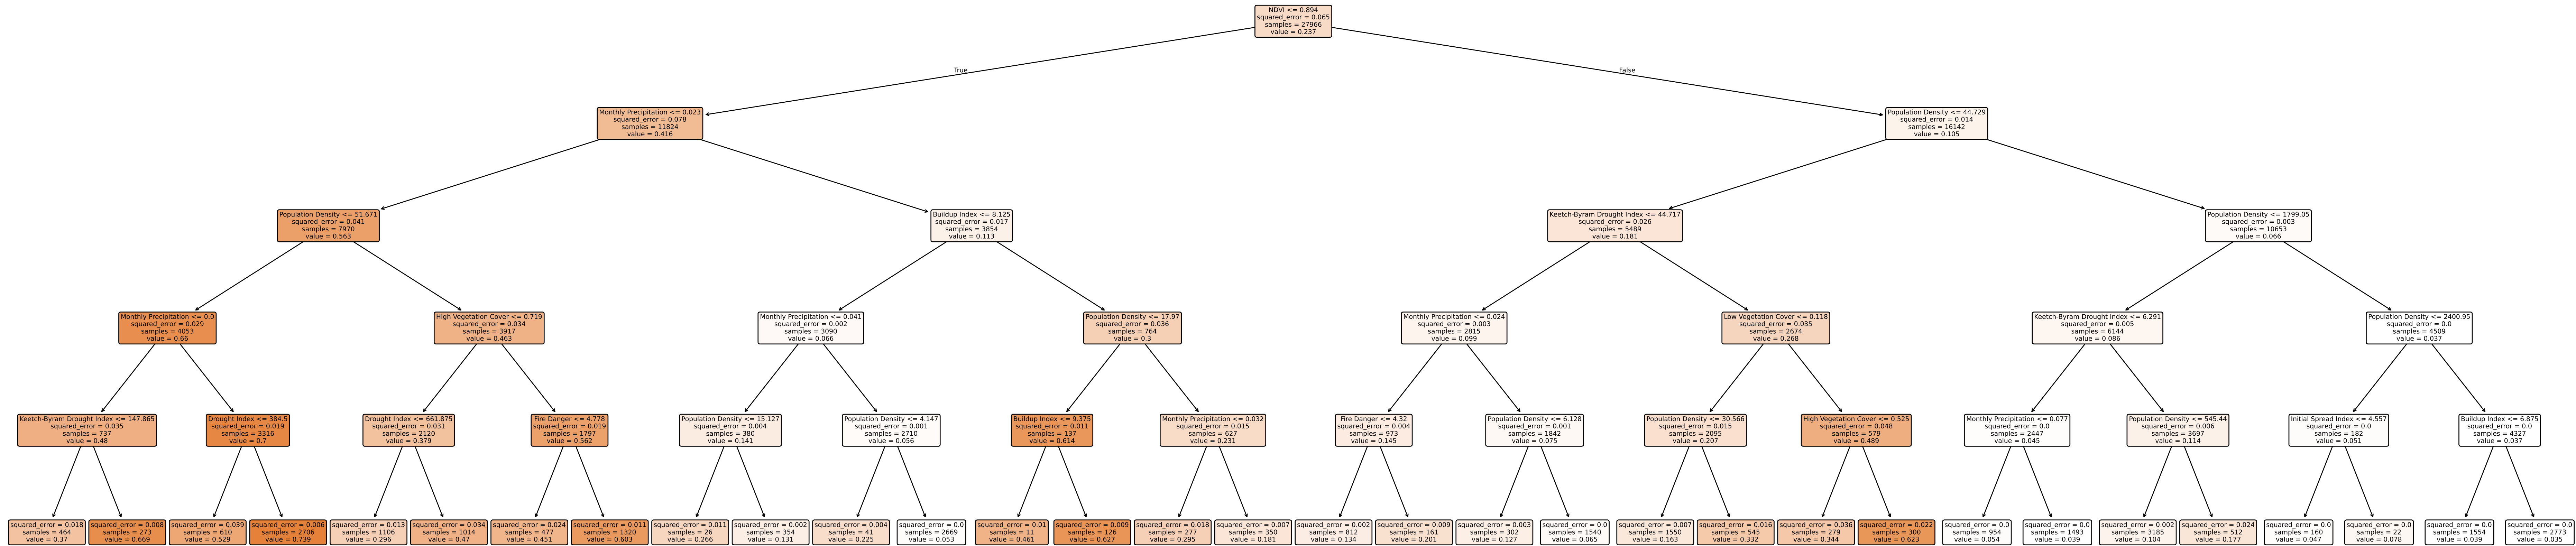 NDVI <= 0.894
squared_error = 0.065
samples = 27966
value = 0.237
True
False
Monthly Precipitation <= 0.023
squared_error = 0.078
samples = 11824
value = 0.416
Population Density <= 44.729
squared_error = 0.014
samples = 16142
value = 0.105
Population Density <= 51.671
squared_error = 0.041
samples = 7970
value = 0.563
Buildup Index <= 8.125
squared_error = 0.017
samples = 3854
value = 0.113
Keetch-Byram Drought Index <= 44.717
squared_error = 0.026
samples = 5489
value = 0.181
Population Density <= 1799.05
squared_error = 0.003
samples = 10653
value = 0.066
Monthly Precipitation <= 0.0
squared_error = 0.029
samples = 4053
value = 0.66
High Vegetation Cover <= 0.719
squared_error = 0.034
samples = 3917
value = 0.463
Monthly Precipitation <= 0.041
squared_error = 0.002
samples = 3090
value = 0.066
Population Density <= 17.97
squared_error = 0.036
samples = 764
value = 0.3
Monthly Precipitation <= 0.024
squared_error = 0.003
samples = 2815
value = 0.099
Low Vegetation Cover <= 0.118
squared_error = 0.035
samples = 2674
value = 0.268
Keetch-Byram Drought Index <= 6.291
squared_error = 0.005
samples = 6144
value = 0.086
Population Density <= 2400.95
squared_error = 0.0
samples = 4509
value = 0.037
Keetch-Byram Drought Index <= 147.865
squared_error = 0.035
samples = 737
value = 0.48
Drought Index <= 384.5
squared_error = 0.019
samples = 3316
value = 0.7
Drought Index <= 661.875
squared_error = 0.031
samples = 2120
value = 0.379
Fire Danger <= 4.778
squared_error = 0.019
samples = 1797
value = 0.562
Population Density <= 15.127
squared_error = 0.004
samples = 380
value = 0.141
Population Density <= 4.147
squared_error = 0.001
samples = 2710
value = 0.056
Buildup Index <= 9.375
squared_error = 0.011
samples = 137
value = 0.614
Monthly Precipitation <= 0.032
squared_error = 0.015
samples = 627
value = 0.231
Fire Danger <= 4.32
squared_error = 0.004
samples = 973
value = 0.145
Population Density <= 6.128
squared_error = 0.001
samples = 1842
value = 0.075
Population Density <= 30.566
squared_error = 0.015
samples = 2095
value = 0.207
High Vegetation Cover <= 0.525
squared_error = 0.048
samples = 579
value = 0.489
Monthly Precipitation <= 0.077
squared_error = 0.0
samples = 2447
value = 0.045
Population Density <= 545.44
squared_error = 0.006
samples = 3697
value = 0.114
Initial Spread Index <= 4.557
squared_error = 0.0
samples = 182
value = 0.051
Buildup Index <= 6.875
squared_error = 0.0
samples = 4327
value = 0.037
squared_error = 0.018
samples = 464
value = 0.37
squared_error = 0.008
samples = 273
value = 0.669
squared_error = 0.039
samples = 610
value = 0.529
squared_error = 0.006
samples = 2706
value = 0.739
squared_error = 0.013
samples = 1106
value = 0.296
squared_error = 0.034
samples = 1014
value = 0.47
squared_error = 0.024
samples = 477
value = 0.451
squared_error = 0.011
samples = 1320
value = 0.603
squared_error = 0.011
samples = 26
value = 0.266
squared_error = 0.002
samples = 354
value = 0.131
squared_error = 0.004
samples = 41
value = 0.225
squared_error = 0.0
samples = 2669
value = 0.053
squared_error = 0.01
samples = 11
value = 0.461
squared_error = 0.009
samples = 126
value = 0.627
squared_error = 0.018
samples = 277
value = 0.295
squared_error = 0.007
samples = 350
value = 0.181
squared_error = 0.002
samples = 812
value = 0.134
squared_error = 0.009
samples = 161
value = 0.201
squared_error = 0.003
samples = 302
value = 0.127
squared_error = 0.0
samples = 1540
value = 0.065
squared_error = 0.007
samples = 1550
value = 0.163
squared_error = 0.016
samples = 545
value = 0.332
squared_error = 0.036
samples = 279
value = 0.344
squared_error = 0.022
samples = 300
value = 0.623
squared_error = 0.0
samples = 954
value = 0.054
squared_error = 0.0
samples = 1493
value = 0.039
squared_error = 0.002
samples = 3185
value = 0.104
squared_error = 0.024
samples = 512
value = 0.177
squared_error = 0.0
samples = 160
value = 0.047
squared_error = 0.0
samples = 22
value = 0.078
squared_error = 0.0
samples = 1554
value = 0.039
squared_error = 0.0
samples = 2773
value = 0.035